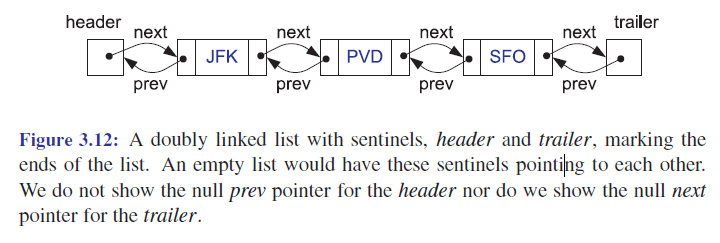 header next next next next trailer
JFK PVD SFO
prev prev prev prev
Figure 3.12: A doubly linked list with sentinels, header and trailer, marking the
ends of the list. An empty list would have these sentinels pointing to each other.
We do not show the null prev pointer for the header nor do we show the null next
pointer for the trailer.